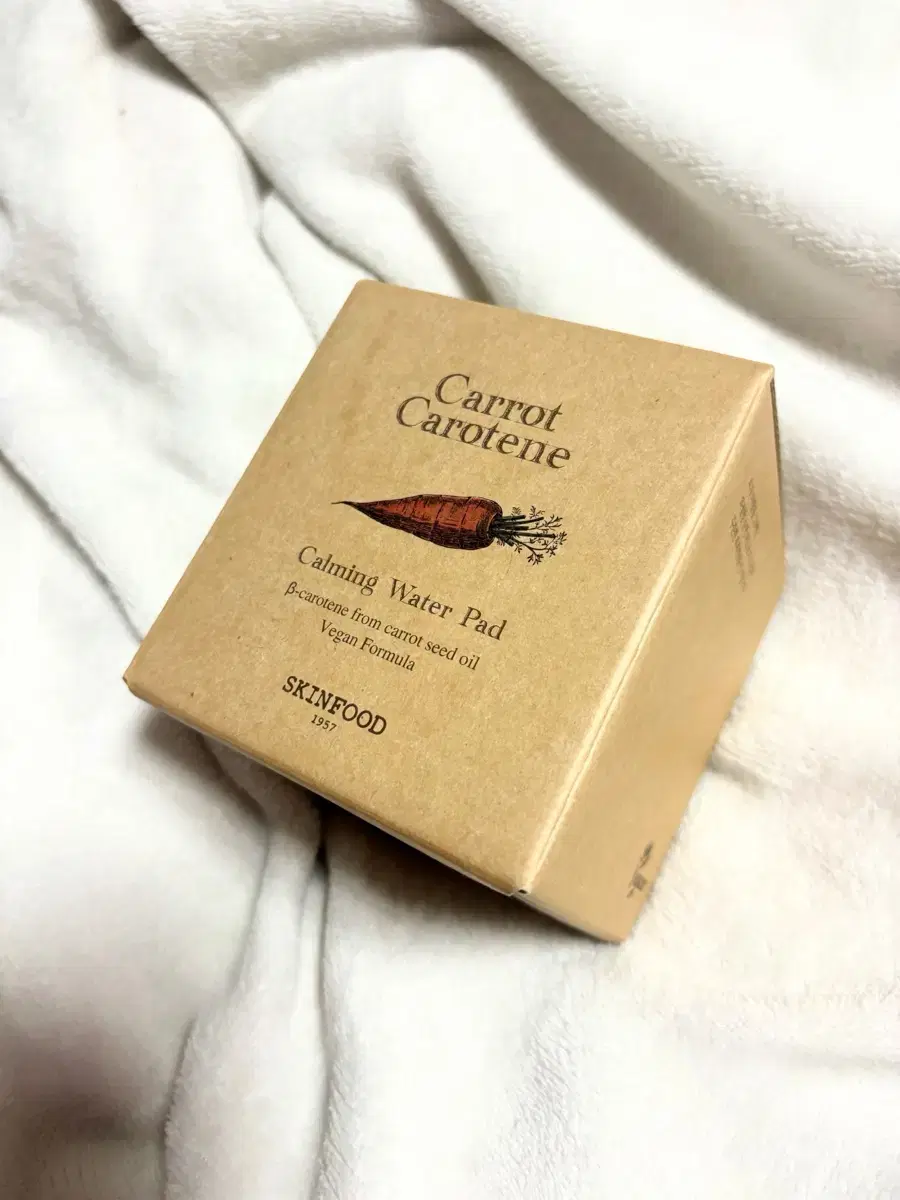 Carrot
Carotene
Calming Water Pad
β-carotene from carrot seed oil
Vegan Formula
SKINFOOD
1957